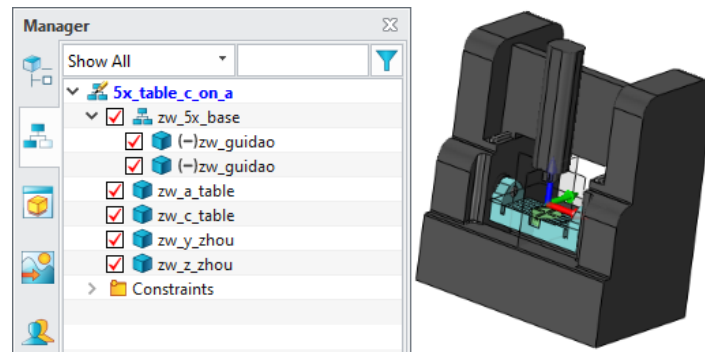 Manager
Show All
5x_table_c_on_a
zw_5x_base
(-)zw_guidao
(-)zw_guidao
zw_a_table
zw_c_table
zw_y_zhou
zw_z_zhou
Constraints